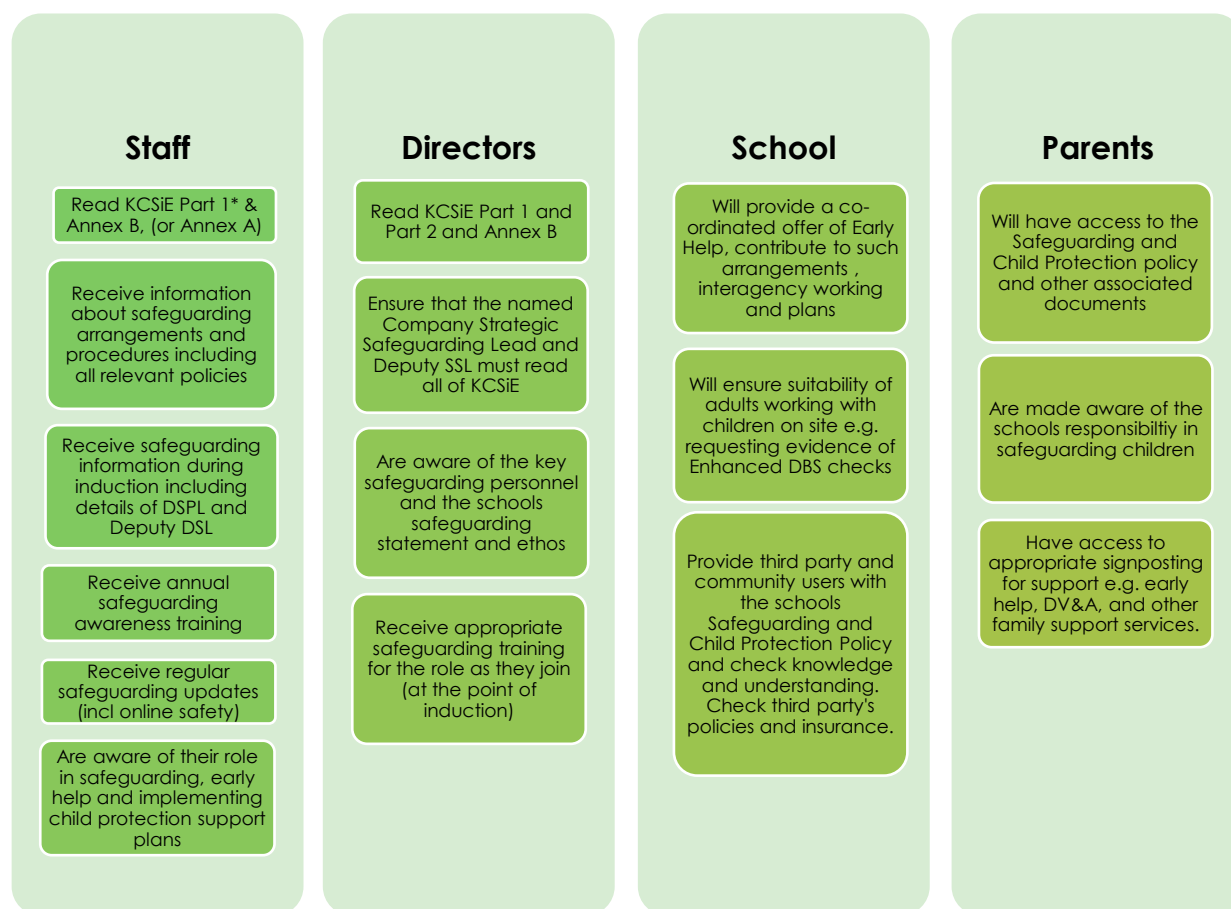 Staff
Read KCSiE Part 1* &
Annex B, (or Annex A)
Receive information
about safeguarding
arrangements and
procedures including
all relevant policies
Receive safeguarding
information during
induction including
details of DSPL and
Deputy DSL
Receive annual
safeguarding
awareness training
Receive regular
safeguarding updates
(incl online safety)
Are aware of their role
in safeguarding, early
help and implementing
child protection support
plans
Directors
Read KCSiE Part 1 and
Part 2 and Annex B
Ensure that the named
Company Strategic
Safeguarding Lead and
Deputy SSL must read
all of KCSiE
Are aware of the key
safeguarding personnel
and the schools
safeguarding
statement and ethos
Receive appropriate
safeguarding training
for the role as they join
(at the point of
induction)
School
Will provide a co-
ordinated offer of Early
Help, contribute to such
arrangements ,
interagency working
and plans
Will ensure suitability of
adults working with
children on site e.g.
requesting evidence of
Enhanced DBS checks
Provide third party and
community users with
the schools
Safeguarding and
Child Protection Policy
and check knowledge
and understanding.
Check third party's
policies and insurance.
Parents
Will have access to the
Safeguarding and
Child Protection policy
and other associated
documents
Are made aware of the
schools responsibiltiy in
safeguarding children
Have access to
appropriate signposting
for support e.g. early
help, DV&A, and other
family support services.